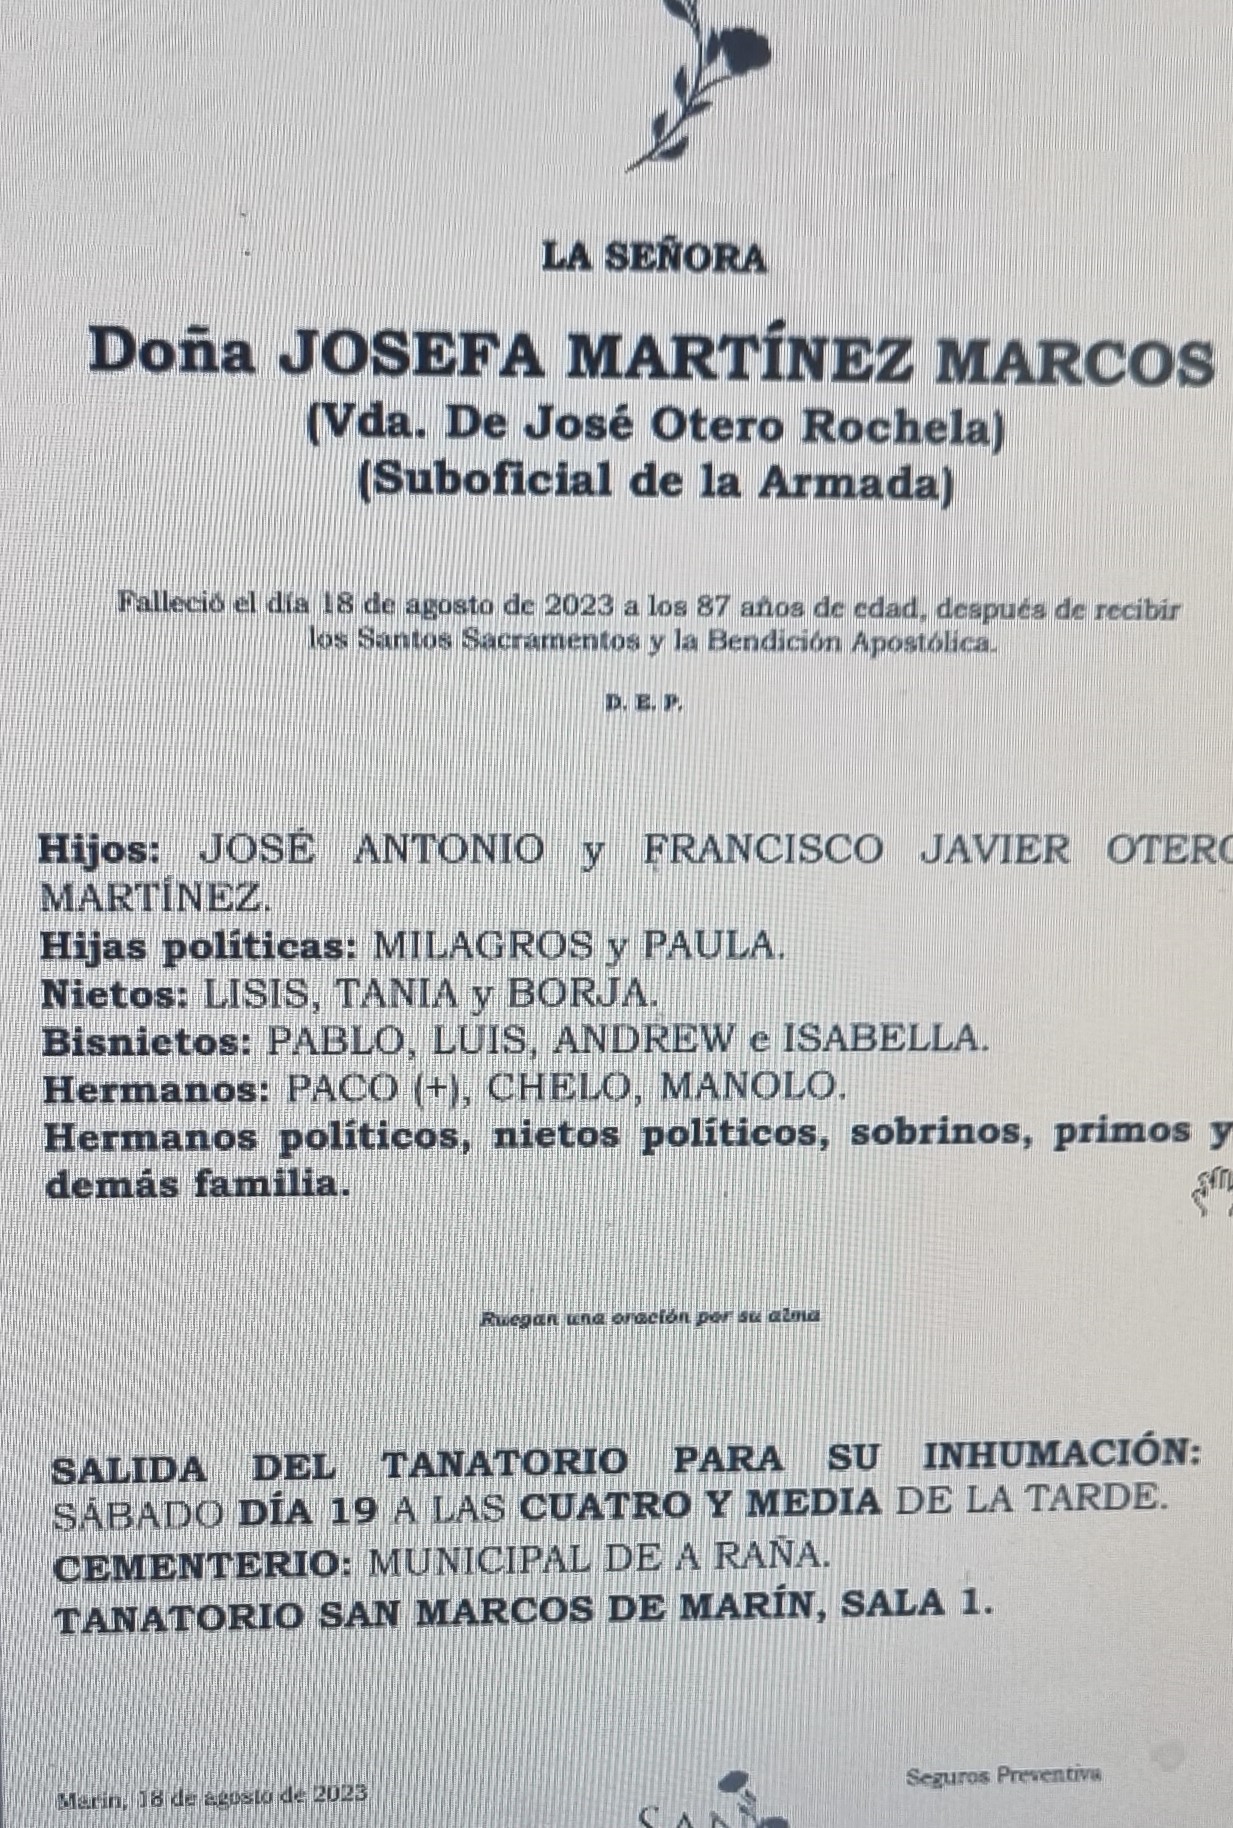 LA SEÑORA
Doña JOSEFA MARTÍNEZ MARCOS
(Vda. De José Otero Rochela)
(Suboficial de la Armada)
Falleció el día 18 de agosto de 2023 a los 87 años de edad, después de recibir
los Santos Sacramentos y la Bendición Apostólica.
D. E. P.
Hijos: JOSÉ ANTONIO y FRANCISCO JAVIER OTERO
MARTÍNEZ.
Hijas políticas: MILAGROS y PAULA.
Nietos: LISIS, TANIA y BORJA.
Bisnietos: PABLO, LUIS, ANDREW e ISABELLA.
Hermanos: PACO (+), CHELO, MANOLO.
Hermanos políticos, nietos políticos, sobrinos, primos y
demás familia.
Ruegan una oración por su alma
SALIDA DEL TANATORIO PARA SU INHUMACIÓN:
SÁBADO DÍA 19 A LAS CUATRO Y MEDIA DE LA TARDE.
CEMENTERIO: MUNICIPAL DE A RAÑA.
TANATORIO SAN MARCOS DE MARÍN, SALA 1.
Seguros Preventiva
Marín, 18 de agosto de 2023